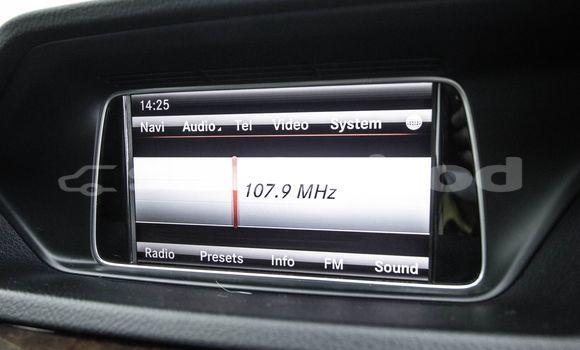 14:25
Navi Audio Tel Video System
107.9 MHz
Radio Presets Info FM Sound